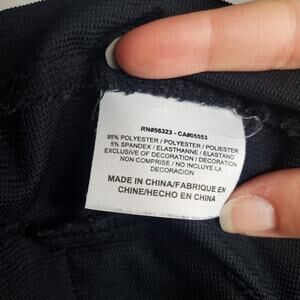 RN#56323 - CA#05553
95% POLYESTER / POLYESTER / POLIESTER
5% SPANDEX / ELASTHANNE / ELASTANO
EXCLUSIVE OF DECORATION / DECORATION
NON COMPRISE / NO INCLUYE LA
DECORACION
MADE IN CHINA/FABRIQUE EN
CHINE/HECHO EN CHINA